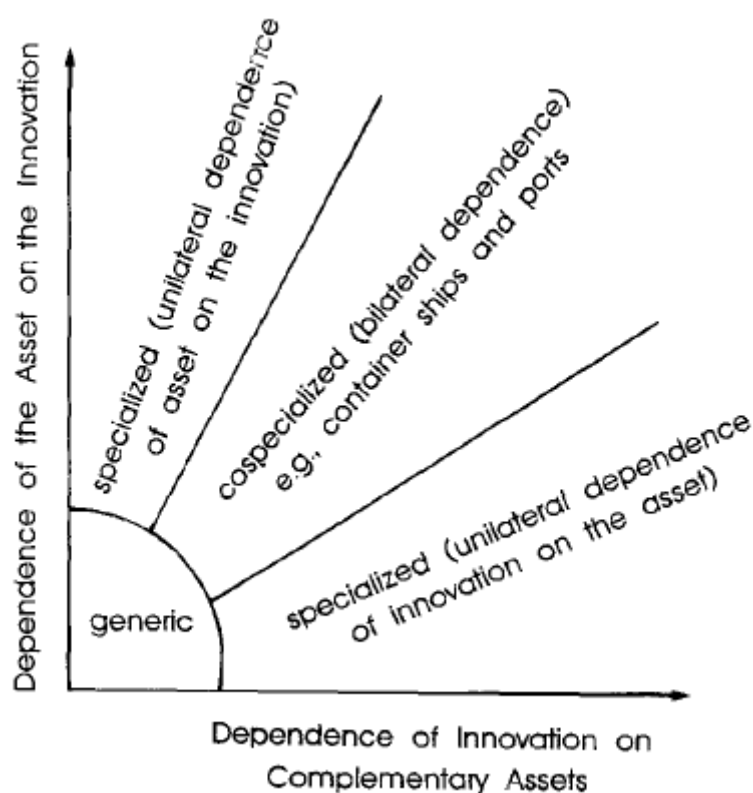 Dependence of the Asset on the Innovation
specialized (unilateral dependence
of asset on the innovation)
cospecialized (bilateral dependence)
e.g., container ships and ports
specialized (unilateral dependence
of innovation on the asset)
generic
Dependence of Innovation on
Complementary Assets